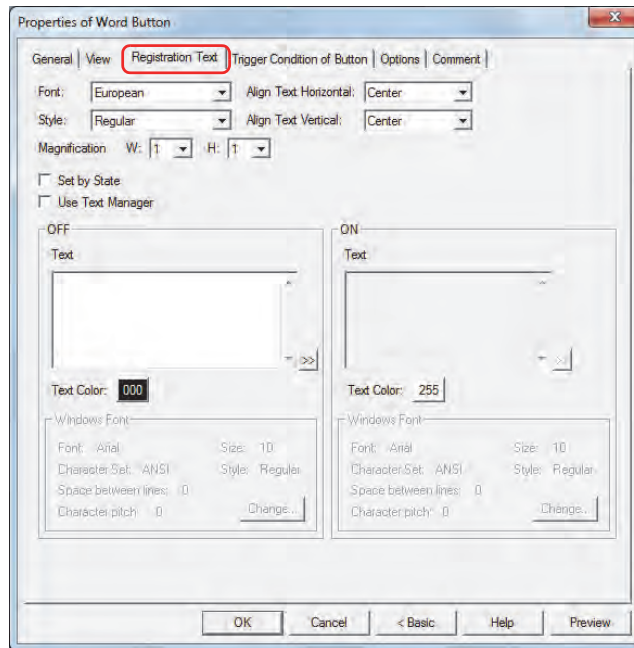 Properties of Word Button
General View Registration Text Trigger Condition of Button Options Comment
Font: European Align Text Horizontal: Center
Style: Regular Align Text Vertical: Center
Magnification W: 1 H: 1
Set by State
Use Text Manager
OFF ON
Text Text
>> >>
Text Color: 000 Text Color: 255
Windows Font Windows Font
Font: Arial Size: 10 Font: Arial Size: 10
Character Set: ANSI Style: Regular Character Set: ANSI Style: Regular
Space between lines: 0 Space between lines: 0
Character pitch: 0 Change... Character pitch: 0 Change...
OK Cancel < Basic Help Preview